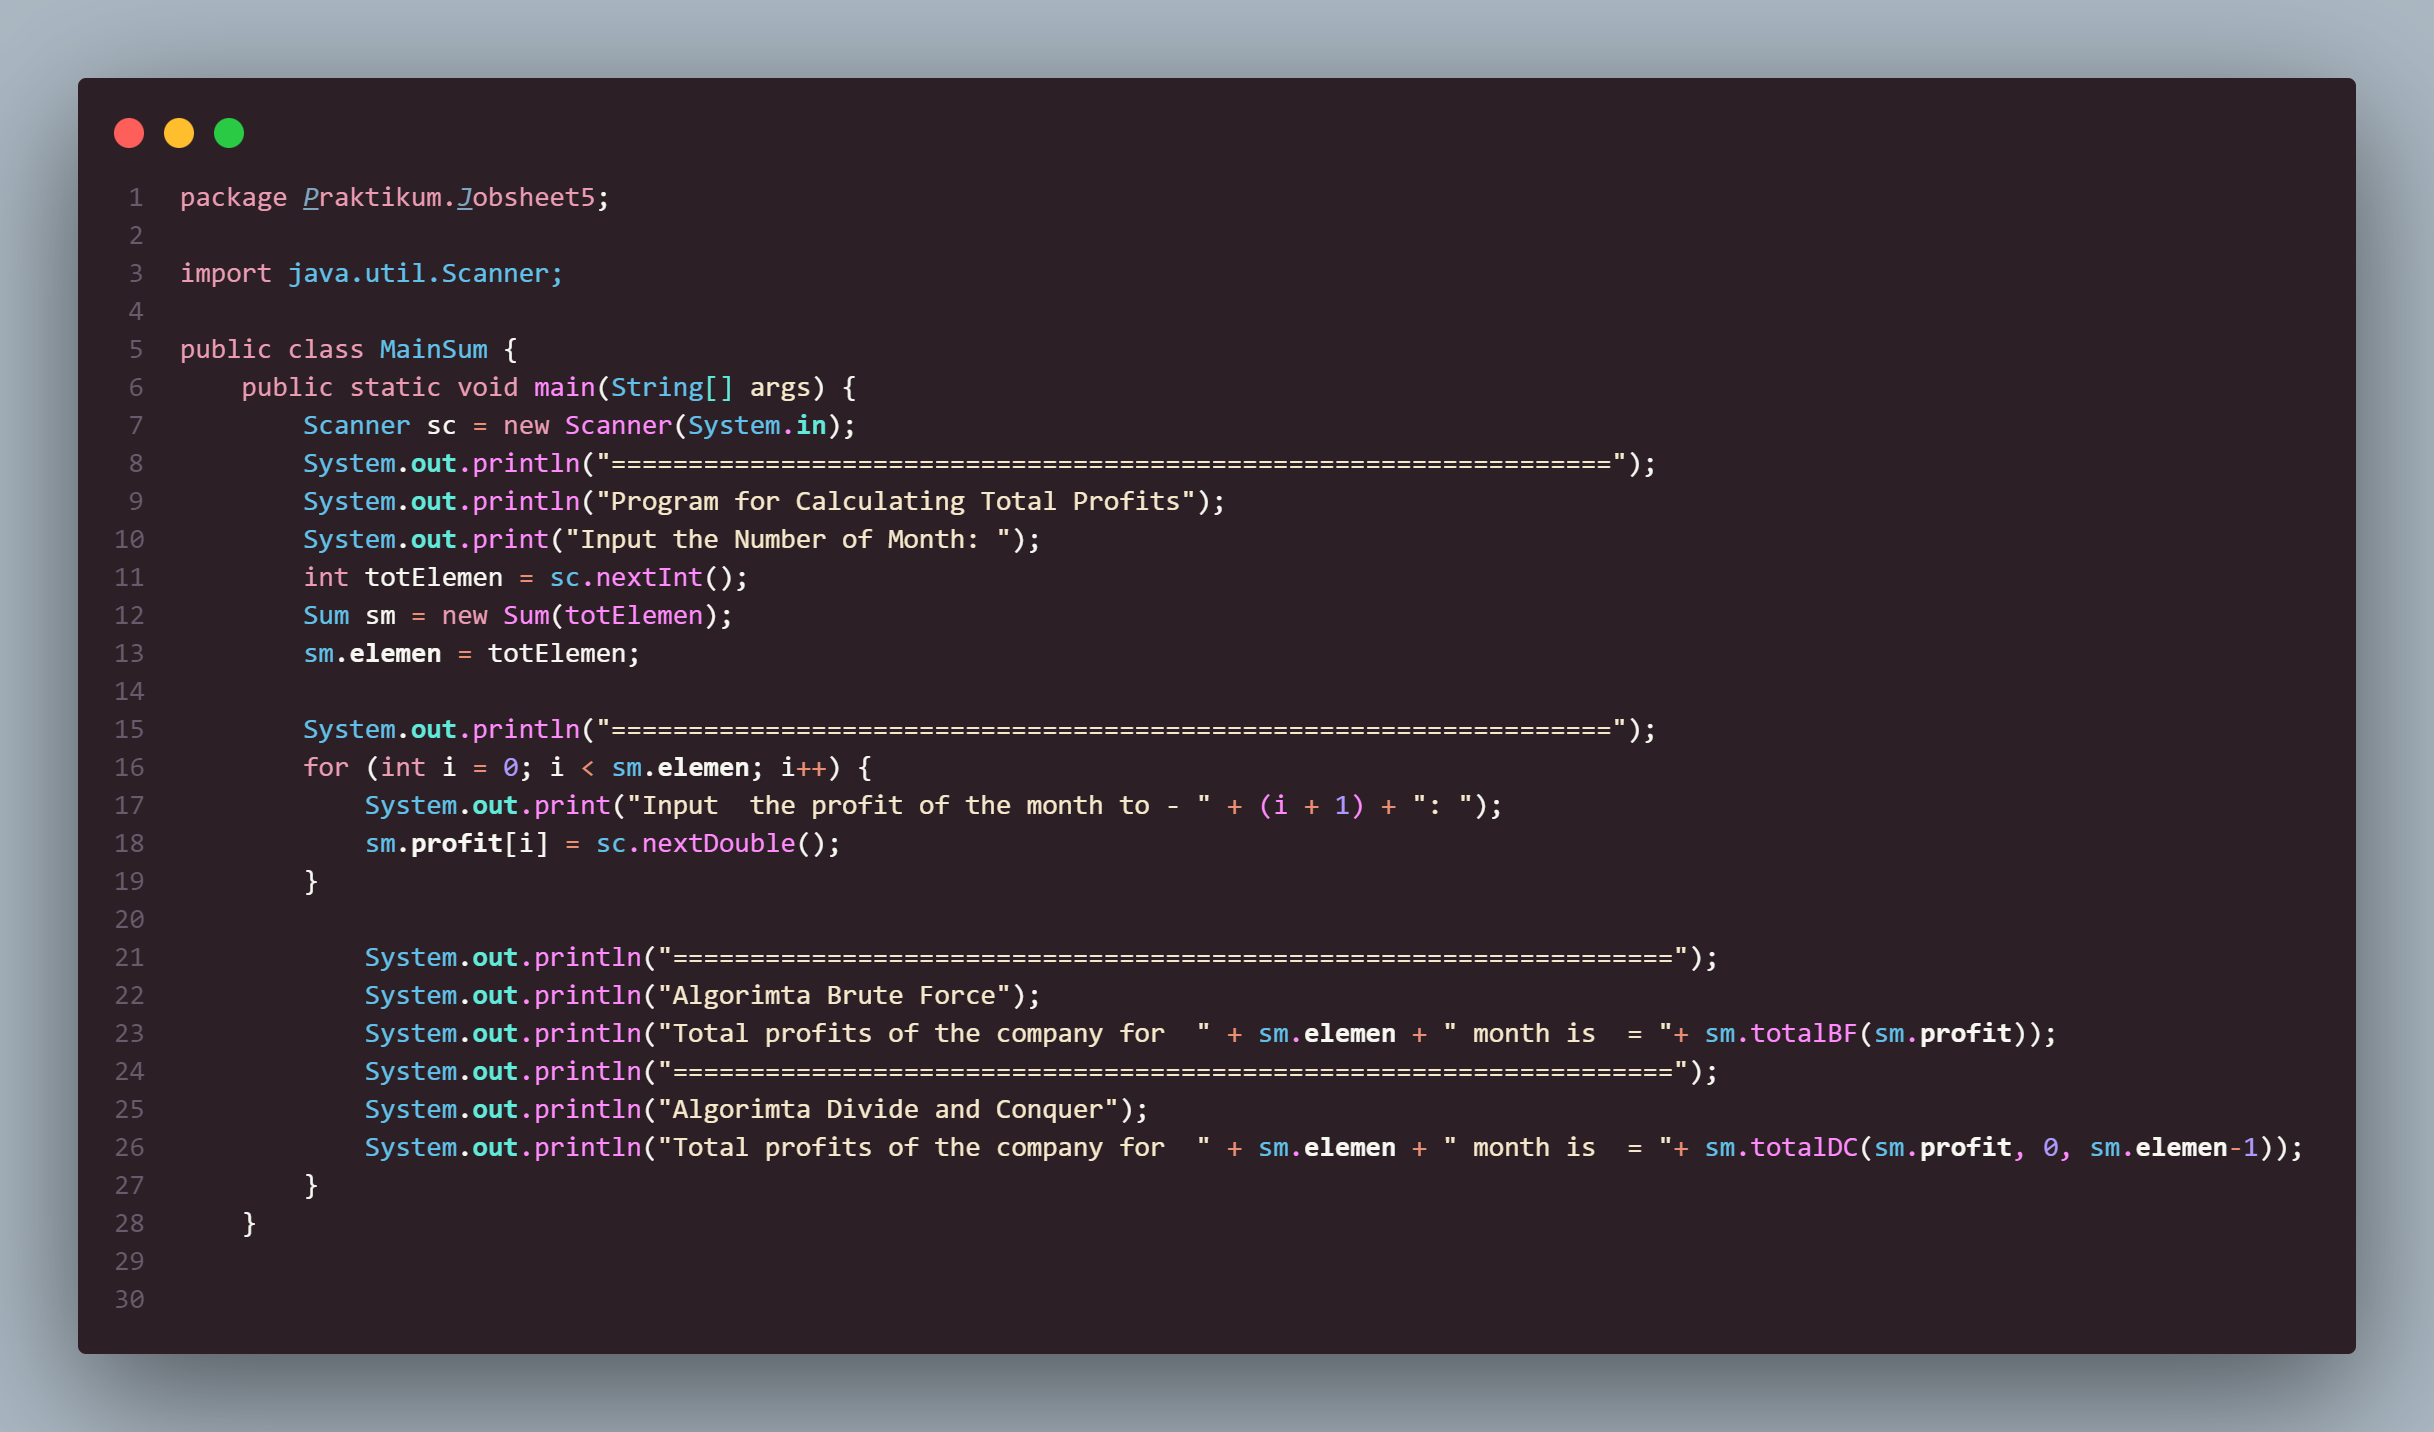 1 package Praktikum.Jobsheet5;
2
3 import java.util.Scanner;
4
5 public class MainSum {
6     public static void main(String[] args) {
7         Scanner sc = new Scanner(System.in);
8         System.out.println("=================================================================");
9         System.out.println("Program for Calculating Total Profits");
10         System.out.print("Input the Number of Month: ");
11         int totElemen = sc.nextInt();
12         Sum sm = new Sum(totElemen);
13         sm.elemen = totElemen;
14
15         System.out.println("=================================================================");
16         for (int i = 0; i < sm.elemen; i++) {
17             System.out.print("Input  the profit of the month to - " + (i + 1) + ": ");
18             sm.profit[i] = sc.nextDouble();
19         }
20
21             System.out.println("=================================================================");
22             System.out.println("Algorimta Brute Force");
23             System.out.println("Total profits of the company for  " + sm.elemen + " month is  = "+ sm.totalBF(sm.profit));
24             System.out.println("=================================================================");
25             System.out.println("Algorimta Divide and Conquer");
26             System.out.println("Total profits of the company for  " + sm.elemen + " month is  = "+ sm.totalDC(sm.profit, 0, sm.elemen-1));
27         }
28     }
29
30